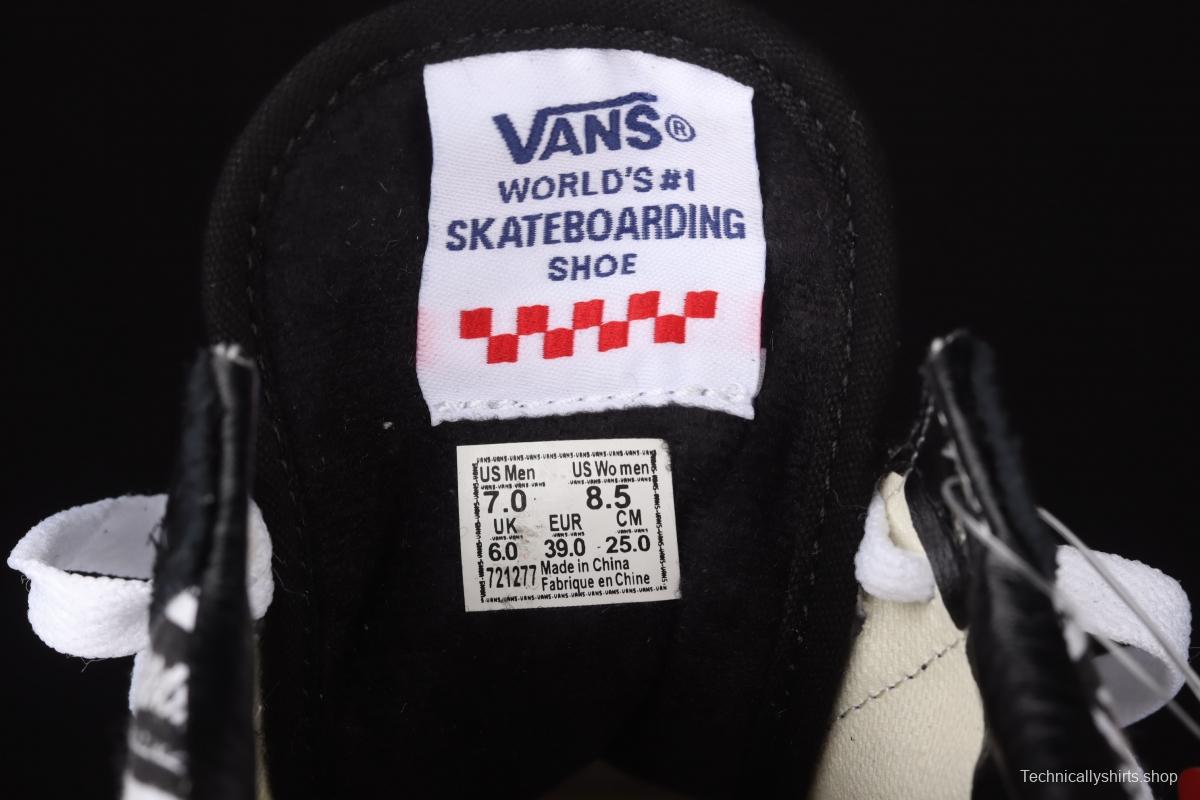 VANS®
WORLD'S #1
SKATEBOARDING
SHOE
US Men US Women
7.0 8.5
UK EUR CM
6.0 39.0 25.0
721277 Made in China
Fabrique en Chine
Technicallyshirts.shop